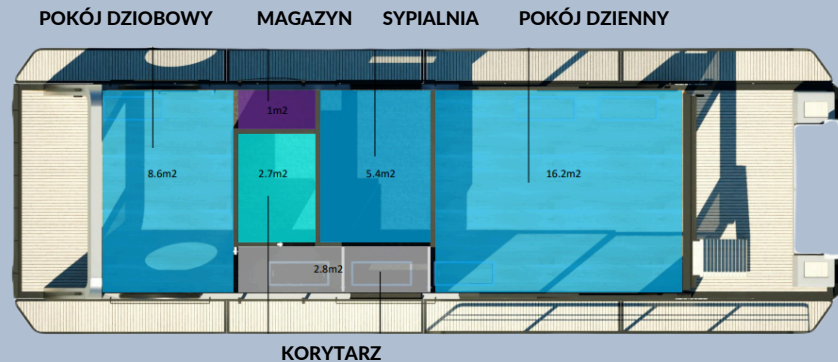 POKÓJ DZIOBOWY MAGAZYN SYPIALNIA POKÓJ DZIENNY
1m2
8.6m2 2.7m2 5.4m2 16.2m2
2.8m2
KORYTARZ